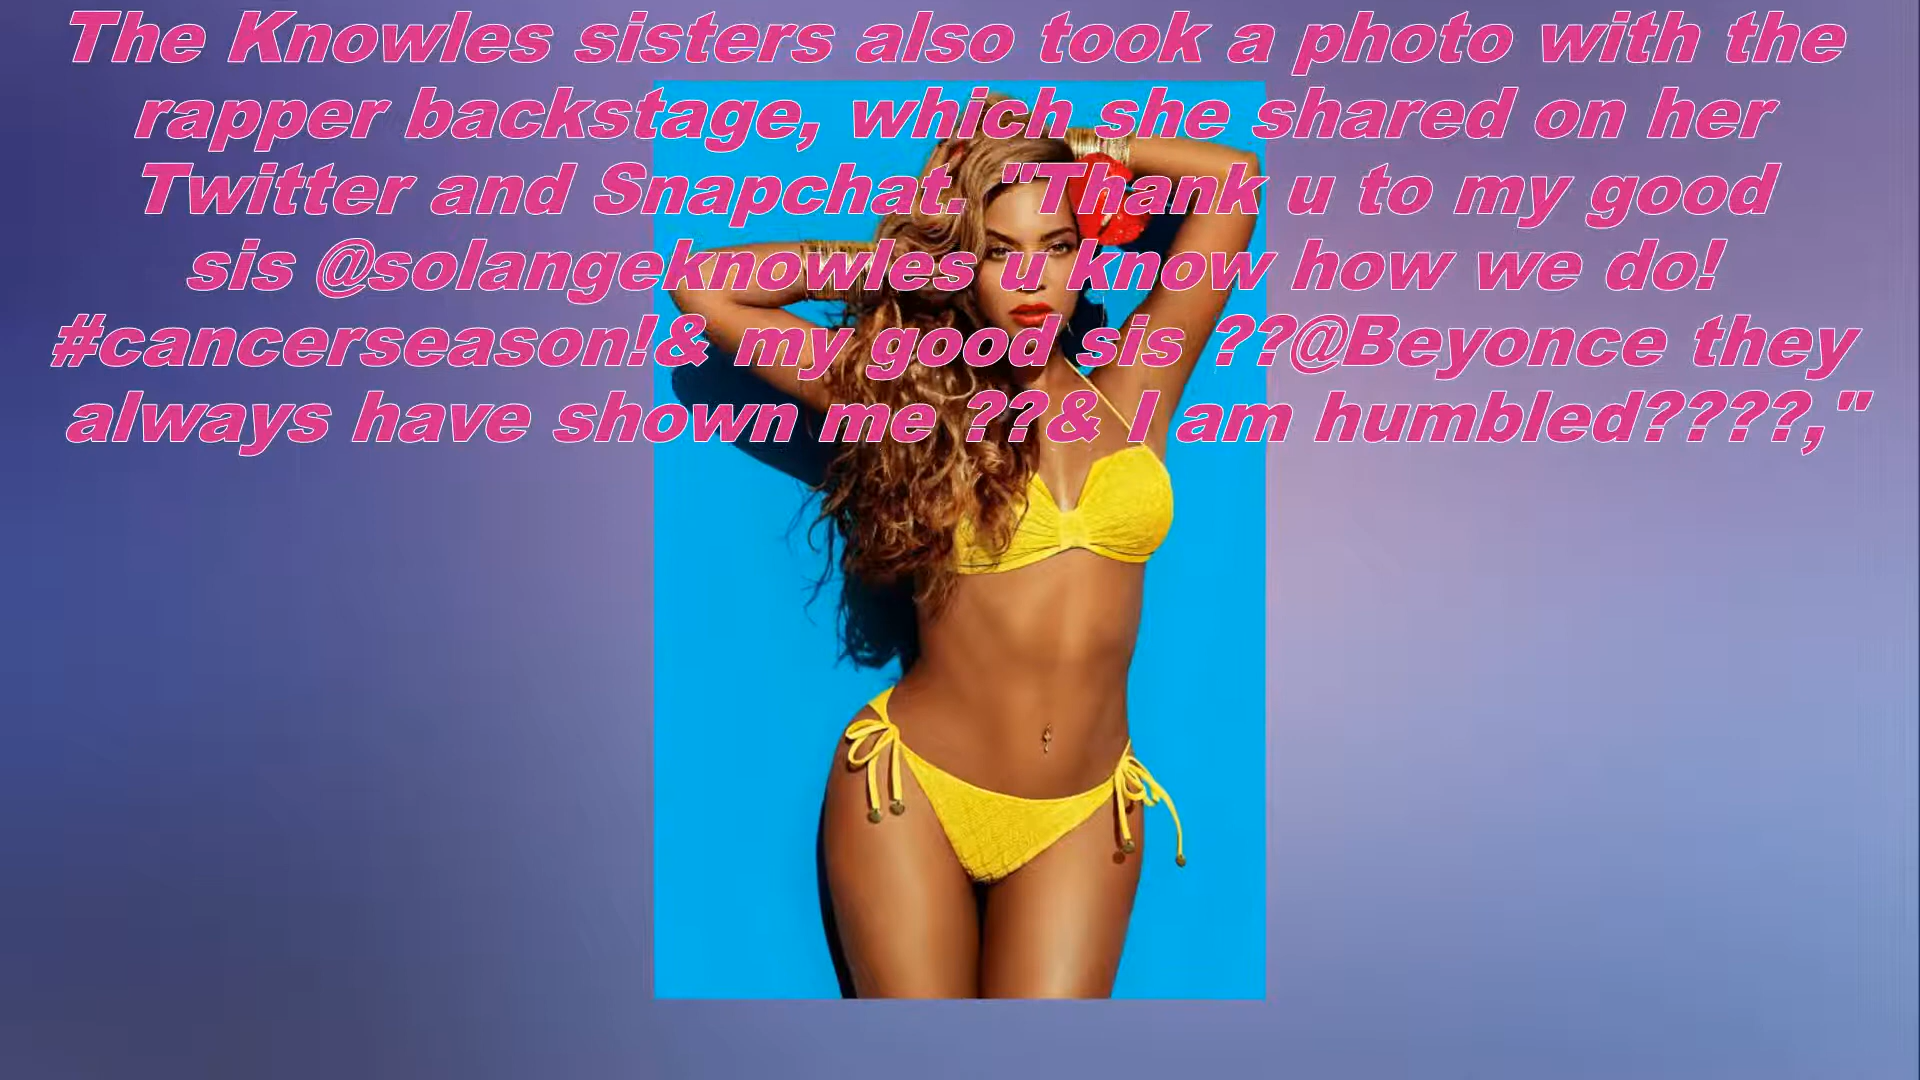 The Knowles sisters also took a photo with the
rapper backstage, which she shared on her
Twitter and Snapchat. "Thank u to my good
sis @solangeknowles u know how we do!
#cancerseason!& my good sis ??@Beyonce they
always have shown me ??& I am humbled????,"